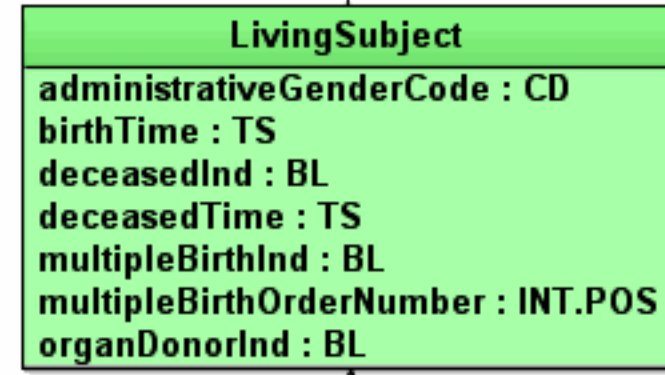 LivingSubject
administrativeGenderCode : CD
birthTime : TS
deceasedInd : BL
deceasedTime : TS
multipleBirthInd : BL
multipleBirthOrderNumber : INT.POS
organDonorInd : BL